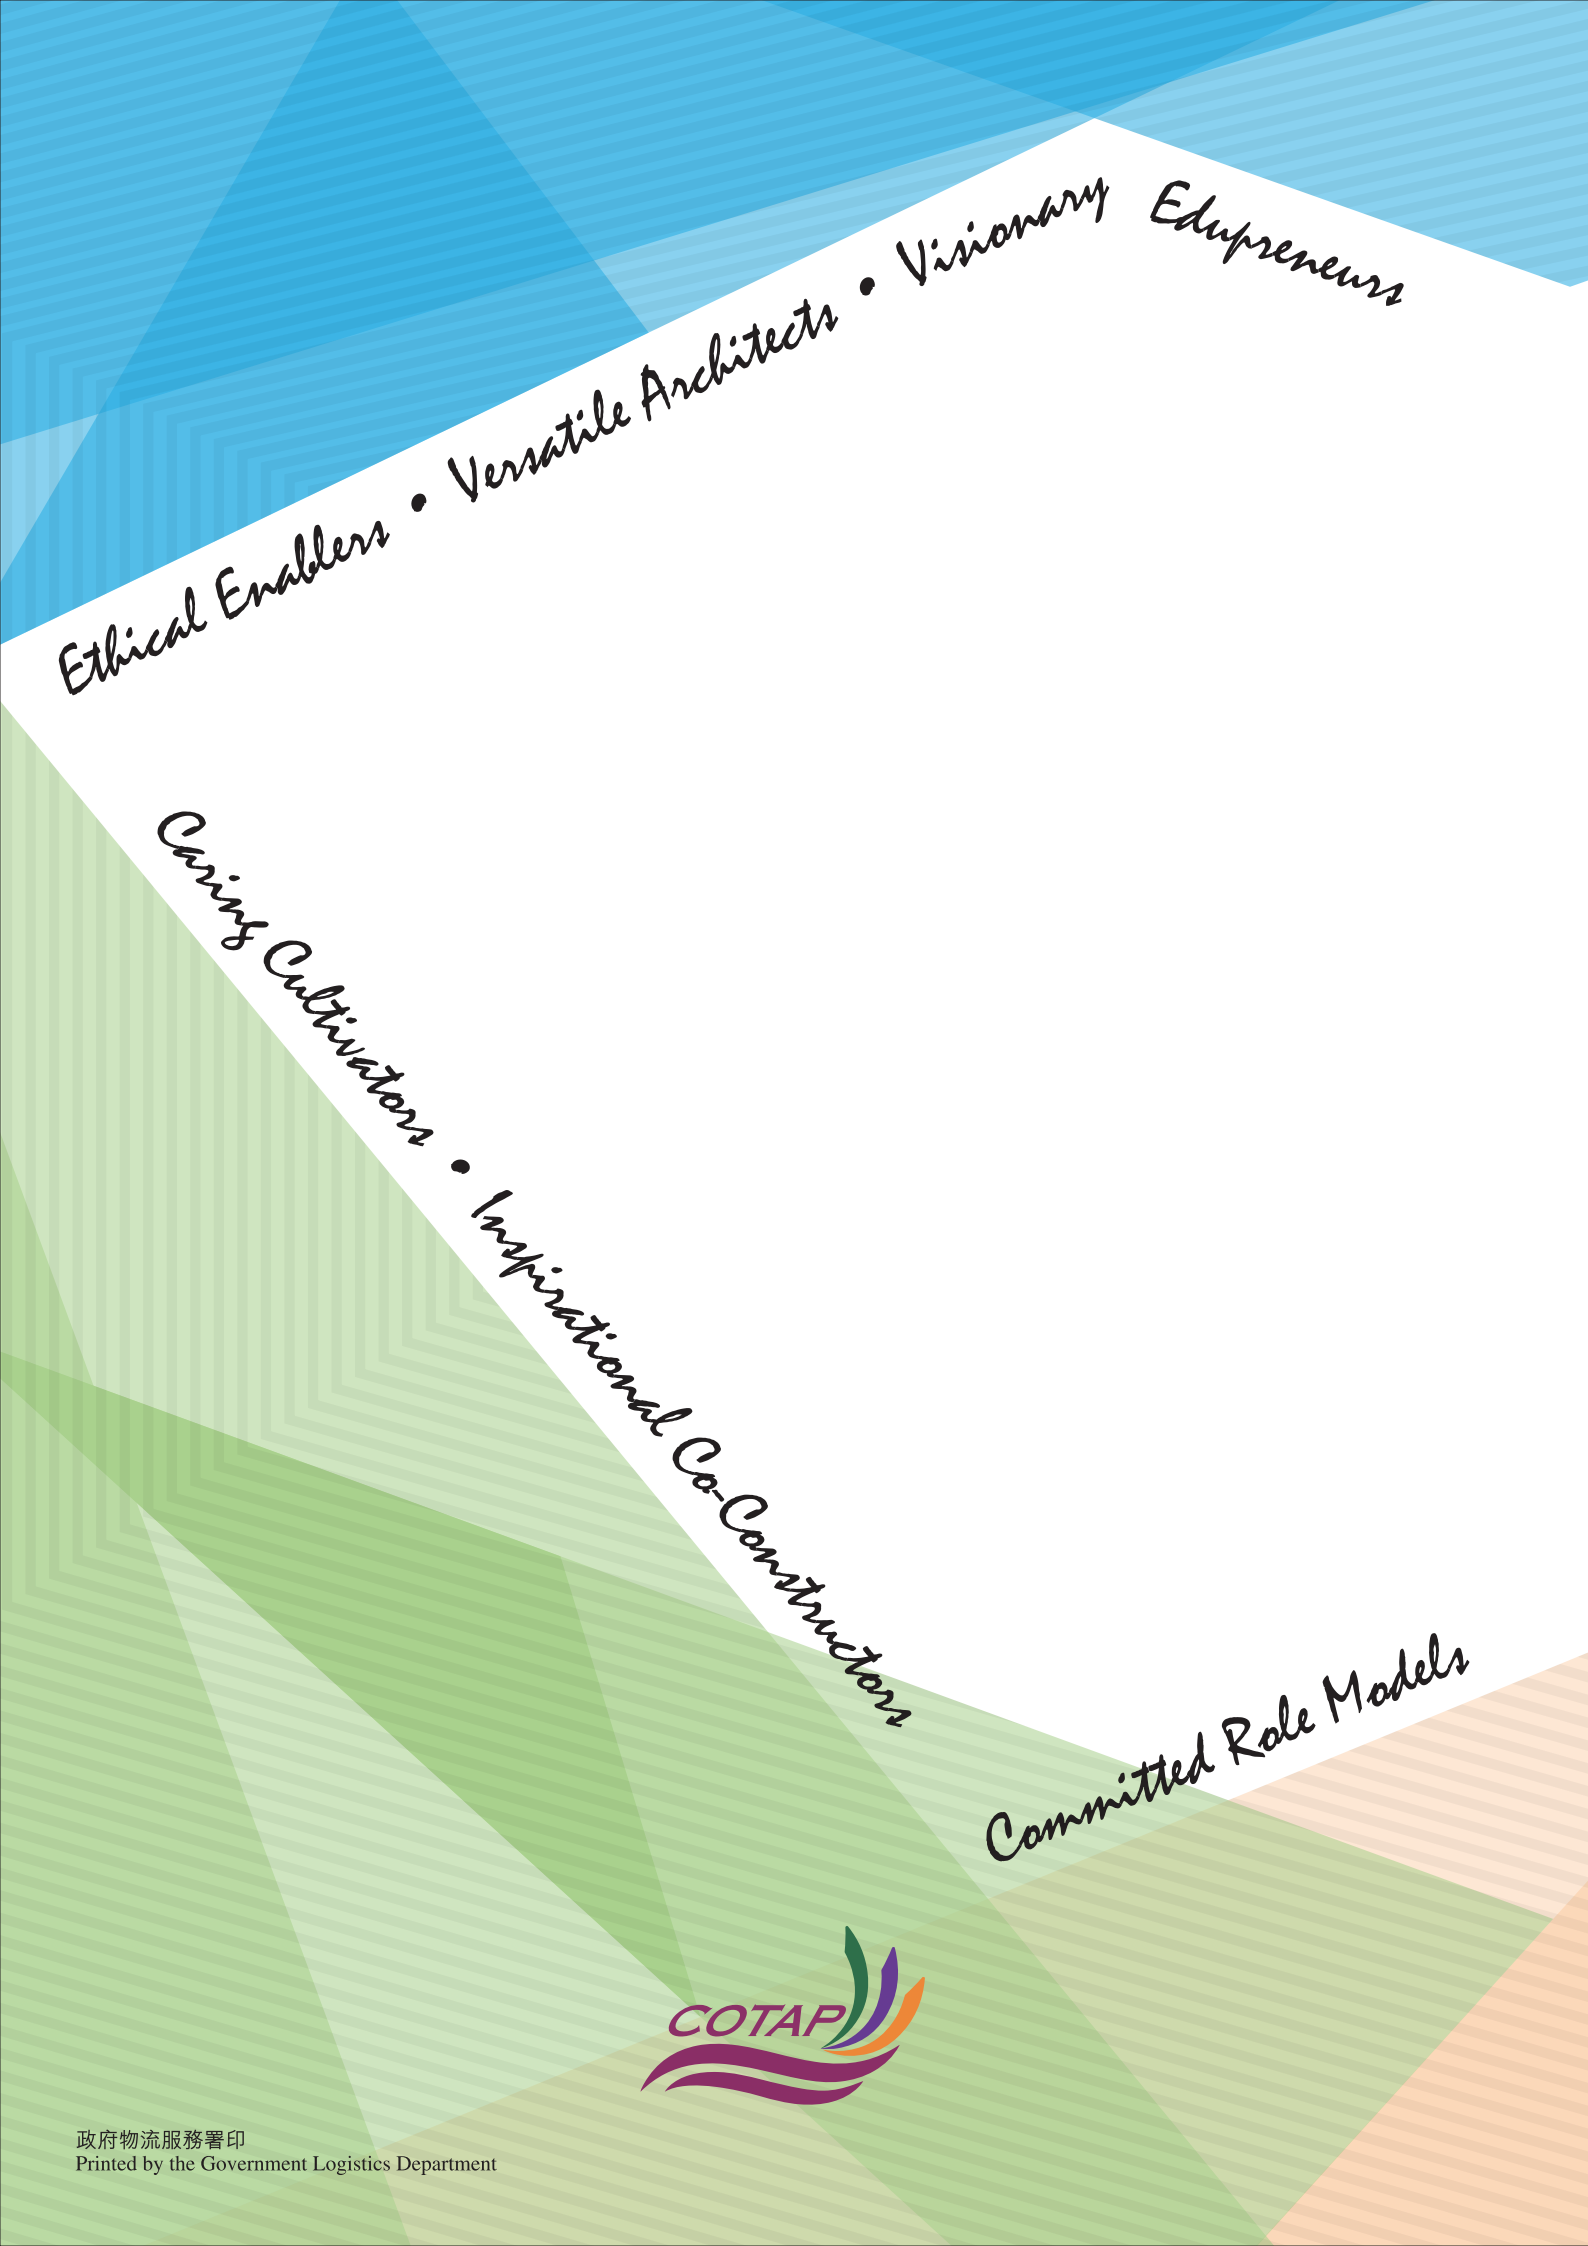 Ethical Enablers • Versatile Architects • Visionary Edupreneurs
Caring Cultivators • Inspirational Co-Constructors
Committed Role Models
COTAP
政府物流服務署印
Printed by the Government Logistics Department